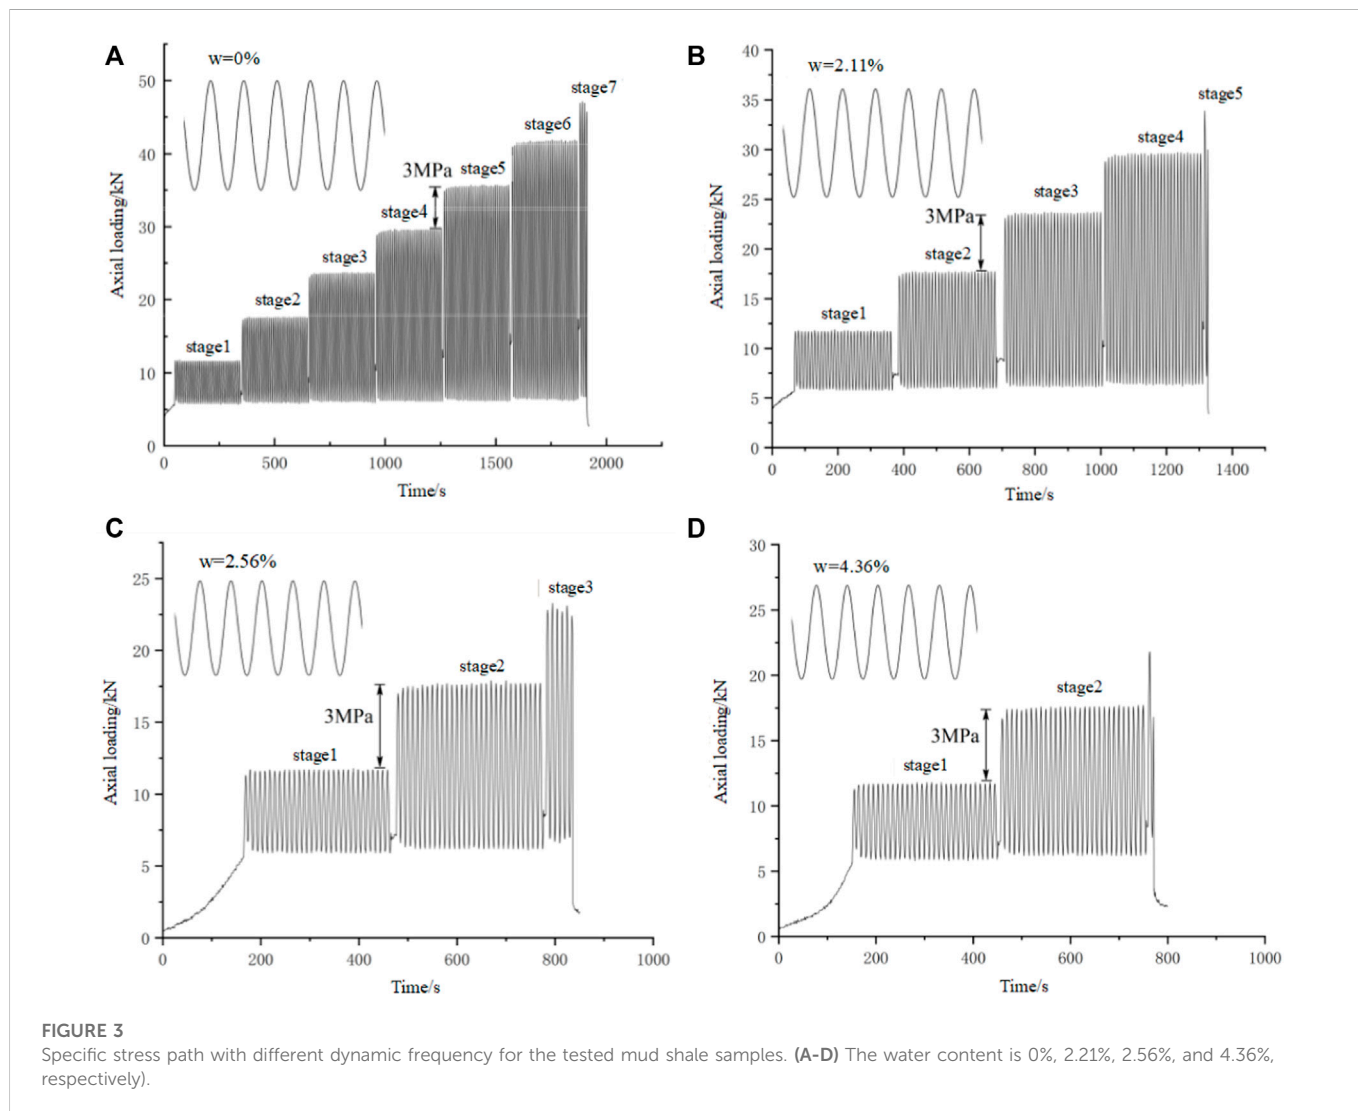 A
w=0%
stage1
stage2
stage3
stage4
stage5
stage6
stage7
3MPa
Axial loading/kN
50
40
30
20
10
0
0 500 1000 1500 2000
Time/s
B
w=2.11%
stage1
stage2
stage3
stage4
stage5
3MPa
Axial loading/kN
40
35
30
25
20
15
10
5
0
0 200 400 600 800 1000 1200 1400
Time/s
C
w=2.56%
stage1
stage2
stage3
3MPa
Axial loading/kN
25
20
15
10
5
0
0 200 400 600 800 1000
Time/s
D
w=4.36%
stage1
stage2
3MPa
Axial loading/kN
30
25
20
15
10
5
0
0 200 400 600 800 1000
Time/s
FIGURE 3
Specific stress path with different dynamic frequency for the tested mud shale samples. (A-D) The water content is 0%, 2.21%, 2.56%, and 4.36%,
respectively).